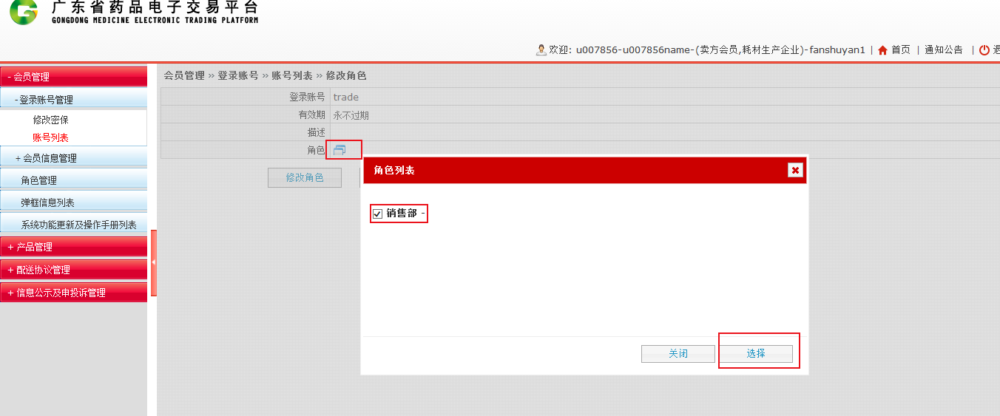 广东省药品电子交易平台
GONGDONG MEDICINE ELECTRONIC TRADING PLATFORM
欢迎: u007856-u007856name-(卖方会员,耗材生产企业)-fanshuyan1 | 首页 | 通知公告 | 退
- 会员管理
- 登录账号管理
修改密保
账号列表
+ 会员信息管理
角色管理
弹框信息列表
系统功能更新及操作手册列表
+ 产品管理
+ 配送协议管理
+ 信息公示及申投诉管理
会员管理 » 登录账号 » 账号列表 » 修改角色
登录账号 trade
有效期 永不过期
描述
角色
修改角色
角色列表
销售部 -
关闭
选择